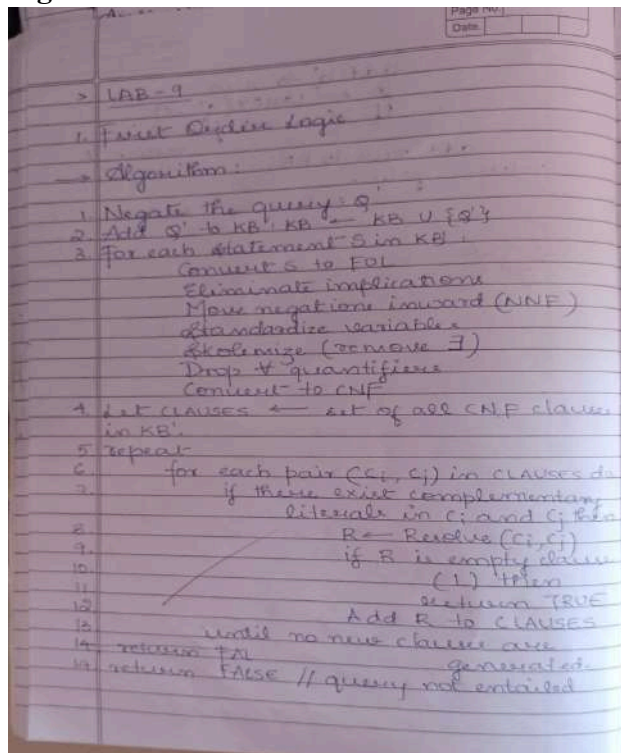 Page No.
Date
> LAB-9
1. First Order Logic
→ Algorithm:
1. Negate the query: Q'
2. Add Q' to KB': KB ← KB ∪ {Q'}
3. For each statement S in KB':
Convert S to FOL
Eliminate implications
Move negations inward (NNF)
Standardize variables
Skolemize (remove ∃)
Drop ∀ quantifiers
Convert to CNF
4. Let CLAUSES ← set of all CNF clauses
in KB'.
5. repeat
6. for each pair (Ci, Cj) in CLAUSES do
7. if there exist complementary
literals in Ci and Cj then
8. R ← Resolve (Ci, Cj)
9. if R is empty clause
10. (⊥) then
11. return TRUE
12. Add R to CLAUSES
13. until no new clauses are
generated.
14. return FAL
14. return FALSE // query not entailed